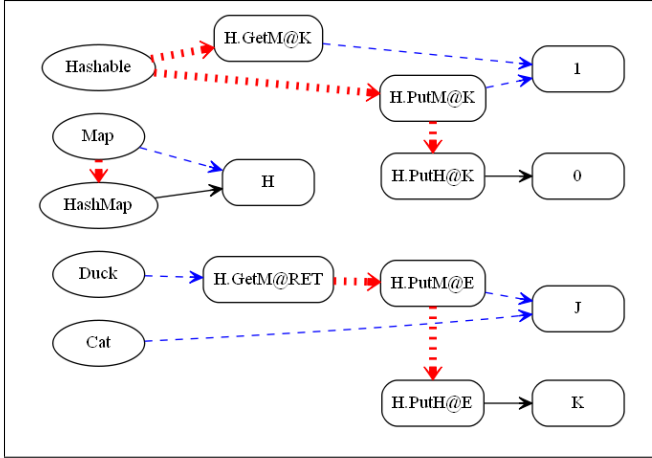 H.GetM@K
Hashable
1
H.PutM@K
Map
H.PutH@K
0
H
HashMap
Duck
H.GetM@RET
H.PutM@E
J
Cat
H.PutH@E
K